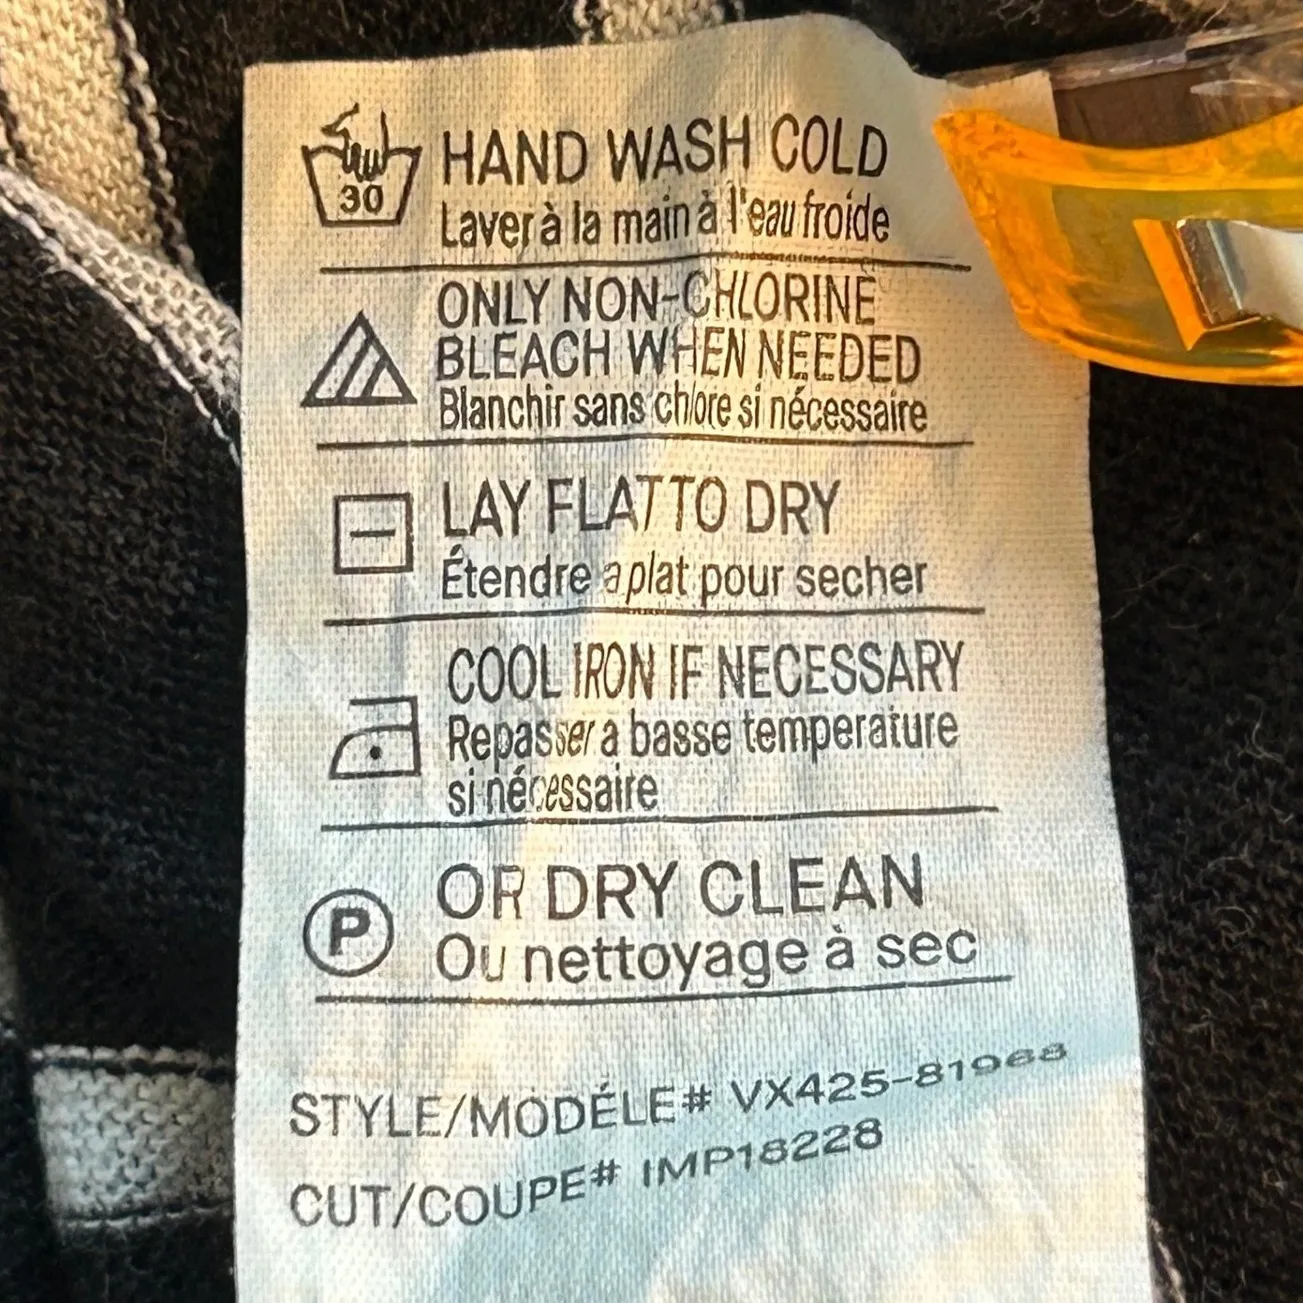 30
HAND WASH COLD
Laver à la main à l'eau froide
ONLY NON-CHLORINE
BLEACH WHEN NEEDED
Blanchir sans chlore si nécessaire
LAY FLAT TO DRY
Étendre a plat pour secher
COOL IRON IF NECESSARY
Repasser a basse temperature
si nécessaire
P
OR DRY CLEAN
Ou nettoyage à sec
STYLE/MODÉLE# VX425-81968
CUT/COUPE# IMP18228